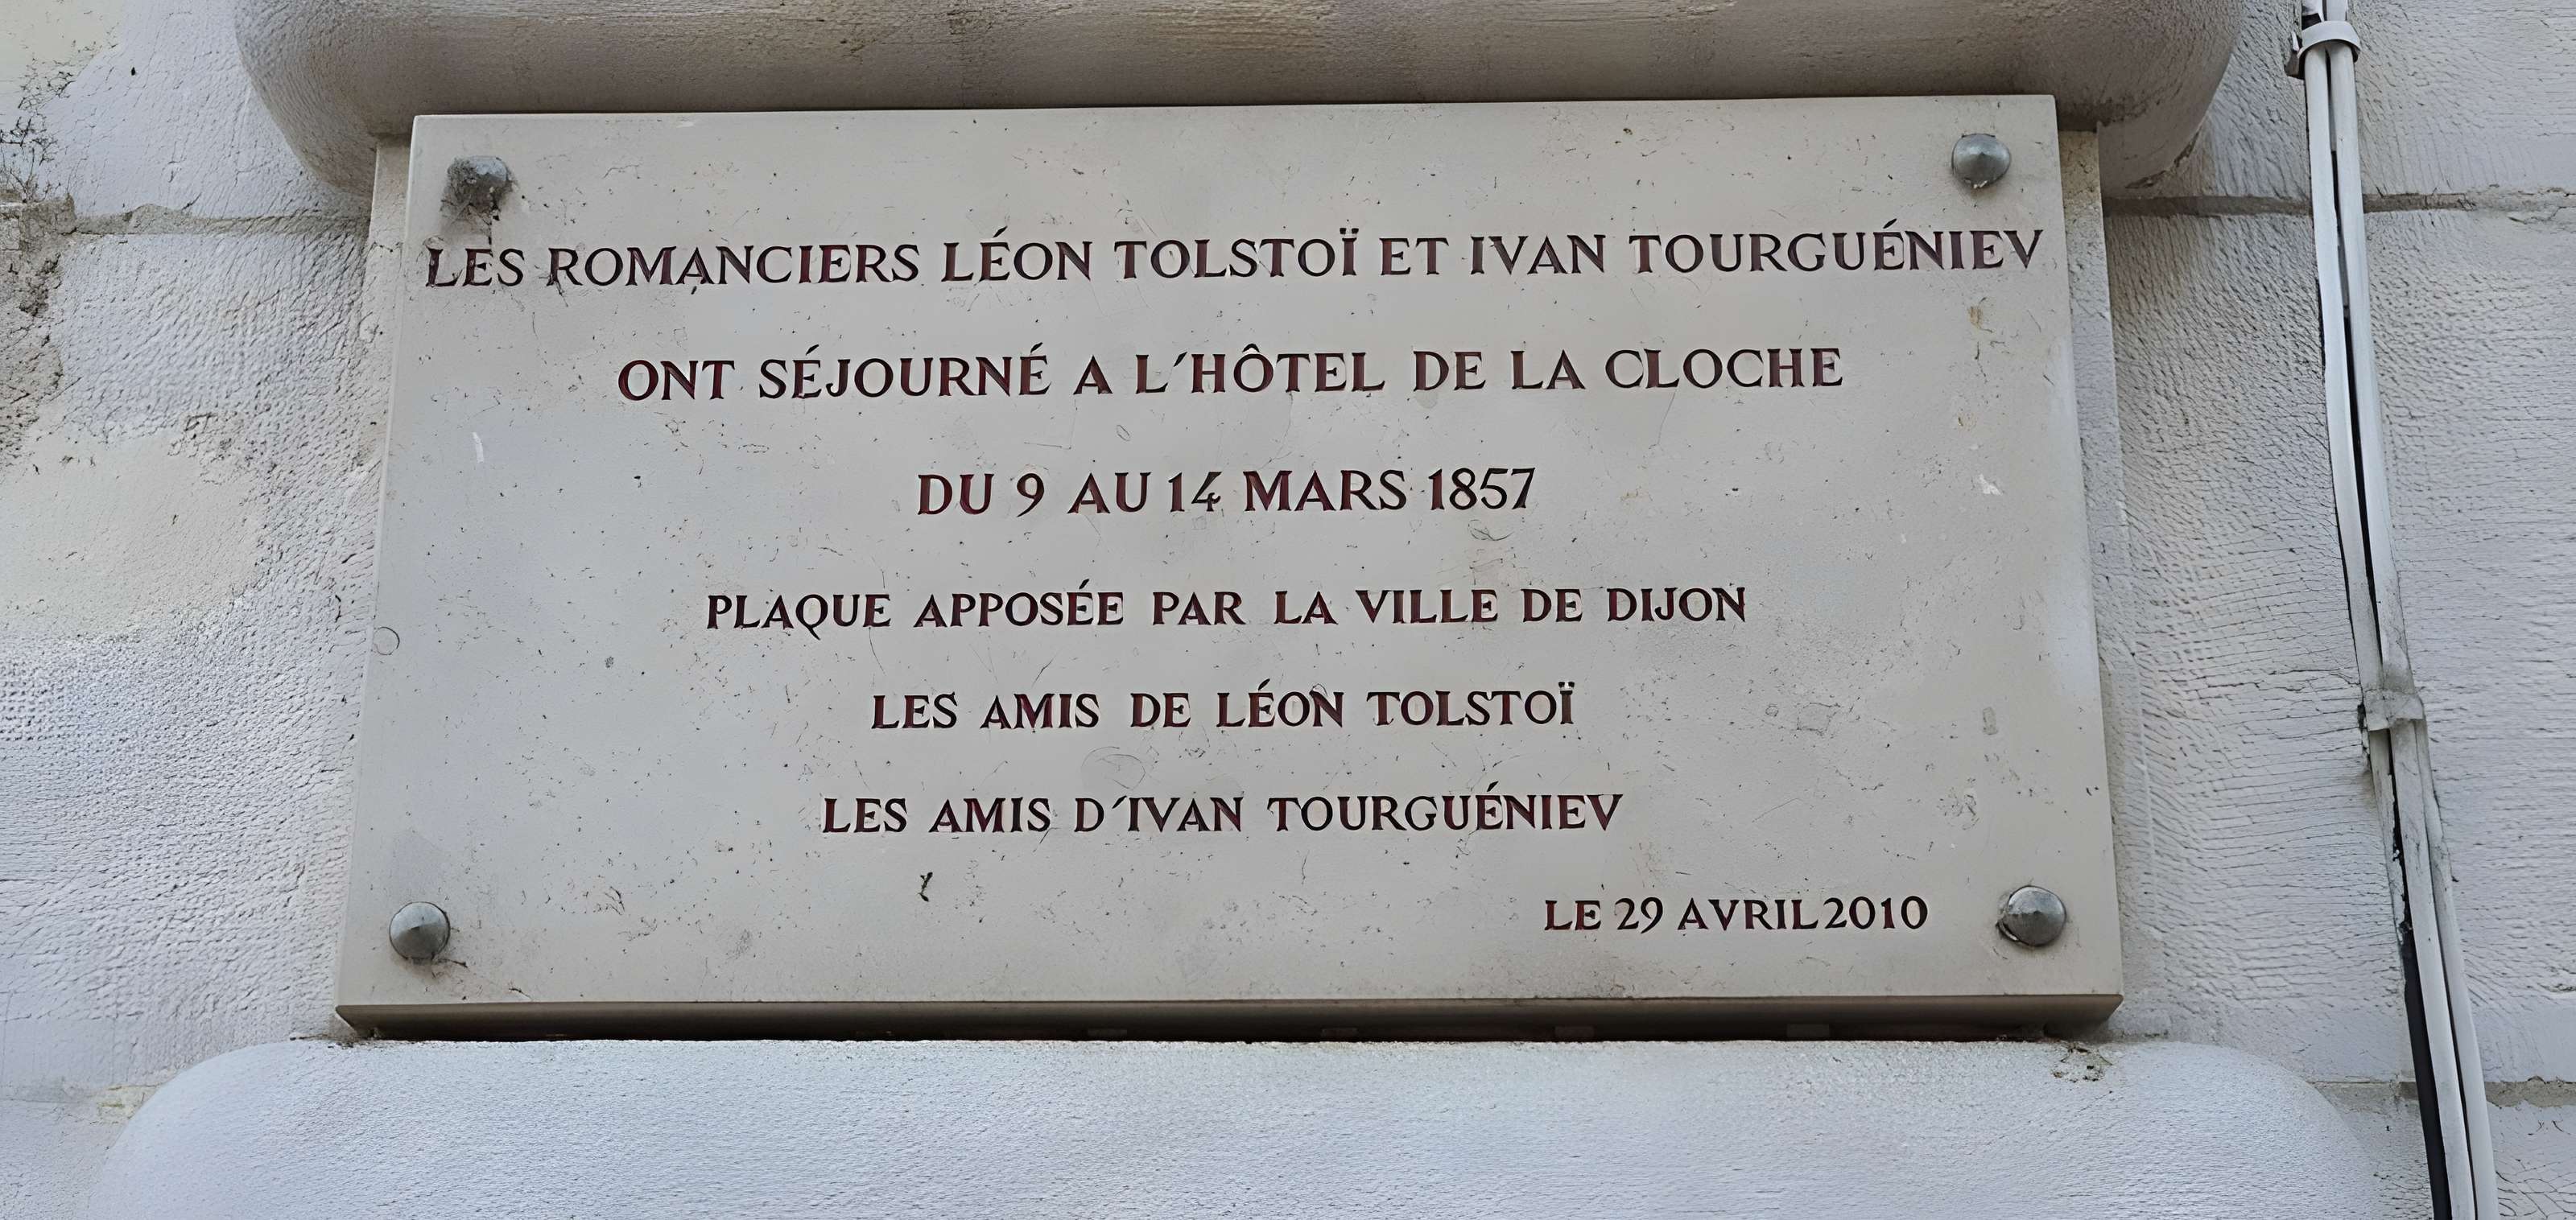 LES ROMANCIERS LÉON TOLSTOÏ ET IVAN TOURGUÉNIEV
ONT SÉJOURNÉ A L'HÔTEL DE LA CLOCHE
DU 9 AU 14 MARS 1857
PLAQUE APPOSÉE PAR LA VILLE DE DIJON
LES AMIS DE LÉON TOLSTOÏ
LES AMIS D'IVAN TOURGUÉNIEV
LE 29 AVRIL 2010